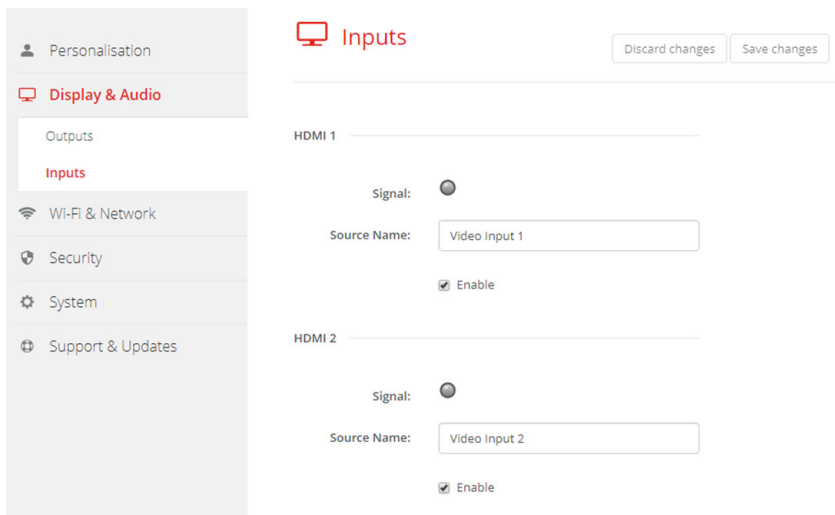 Personalisation
Display & Audio
Outputs
Inputs
Wi-Fi & Network
Security
System
Support & Updates
Inputs
Discard changes
Save changes
HDMI 1
Signal:
Source Name:
Video Input 1
Enable
HDMI 2
Signal:
Source Name:
Video Input 2
Enable